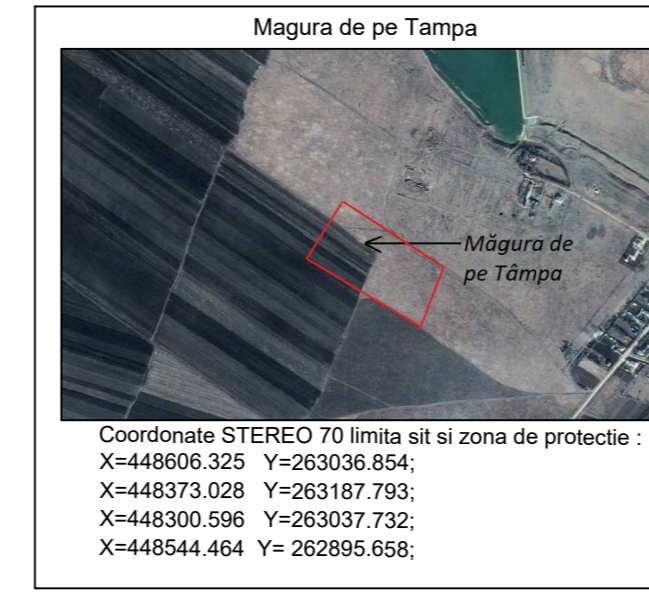 Magura de pe Tampa
Măgura de
pe Tâmpa
Coordonate STEREO 70 limita sit si zona de protectie :
X=448606.325 Y=263036.854;
X=448373.028 Y=263187.793;
X=448300.596 Y=263037.732;
X=448544.464 Y= 262895.658;